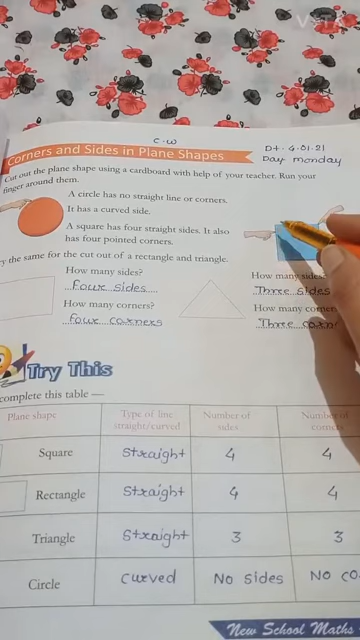 C.W
Dt. 4.01.21
Day monday
Corners and Sides in Plane Shapes
Cut out the plane shape using a cardboard with help of your teacher. Run your
finger around them.
A circle has no straight line or corners.
It has a curved side.
A square has four straight sides. It also
has four pointed corners.
the same for the cut out of a rectangle and triangle.
How many sides?
Four sides
How many corners?
Four corners
How many sides?
Three sides
How many
Three
Try This
complete this table —
Plane shape Type of line straight/curved Number of sides Number of corners
Square Straight 4 4
Rectangle Straight 4 4
Triangle Straight 3 3
Circle Curved No sides No
New School Maths